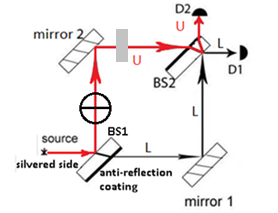 D2
mirror 2
U
U
L
D1
BS2
L
source
BS1
silvered side
L
anti-reflection
coating
mirror 1